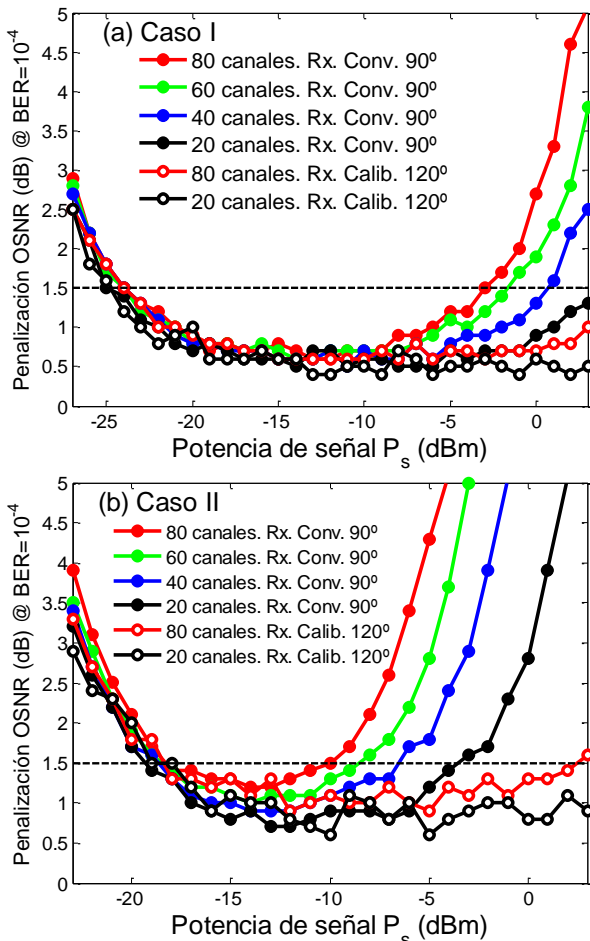 (a) Caso I
80 canales. Rx. Conv. 90º
60 canales. Rx. Conv. 90º
40 canales. Rx. Conv. 90º
20 canales. Rx. Conv. 90º
80 canales. Rx. Calib. 120º
20 canales. Rx. Calib. 120º
Penalización OSNR (dB) @ BER=10-4
5
4.5
4
3.5
3
2.5
2
1.5
1
0.5
0
-25 -20 -15 -10 -5 0
Potencia de señal Ps (dBm)
(b) Caso II
80 canales. Rx. Conv. 90º
60 canales. Rx. Conv. 90º
40 canales. Rx. Conv. 90º
20 canales. Rx. Conv. 90º
80 canales. Rx. Calib. 120º
20 canales. Rx. Calib. 120º
Penalización OSNR (dB) @ BER=10-4
5
4.5
4
3.5
3
2.5
2
1.5
1
0.5
0
-20 -15 -10 -5 0
Potencia de señal Ps (dBm)